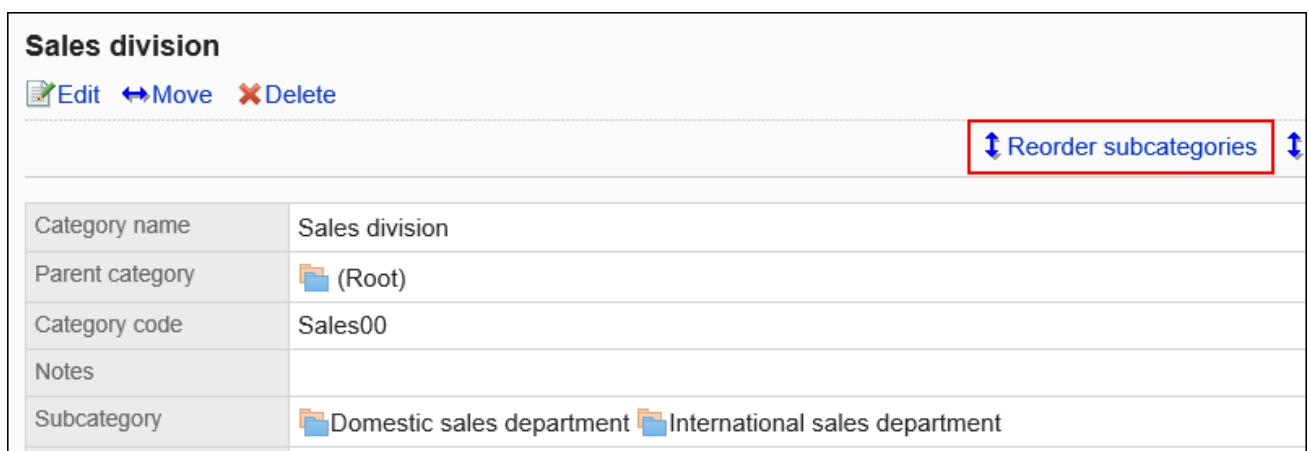 Sales division
Edit Move Delete
Reorder subcategories
Category name Sales division
Parent category (Root)
Category code Sales00
Notes
Subcategory Domestic sales department International sales department